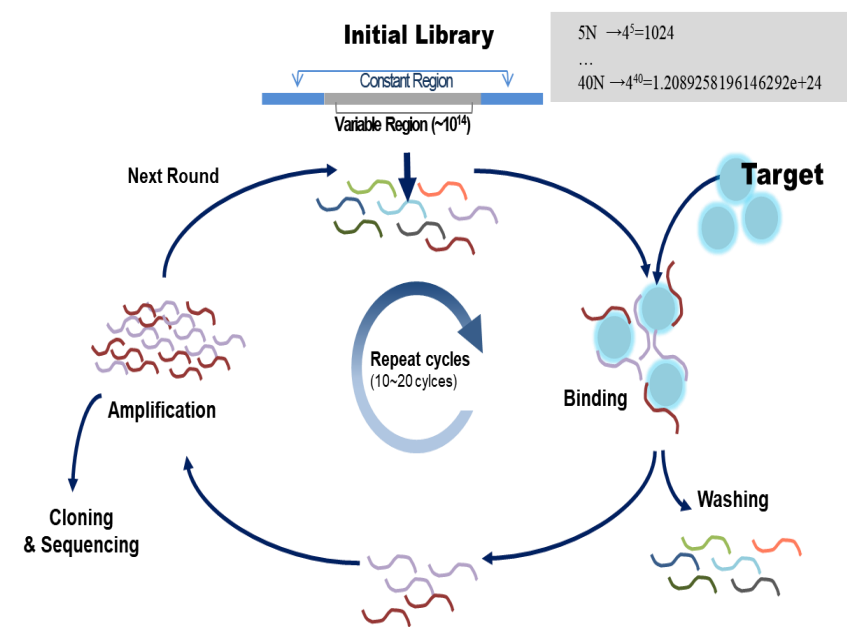 Initial Library
5N →4⁵=1024
...
40N →4⁴⁰=1.2089258196146292e+24
Constant Region
Variable Region (~10¹⁴)
Next Round
Target
Repeat cycles
(10~20 cylces)
Binding
Amplification
Washing
Cloning
& Sequencing